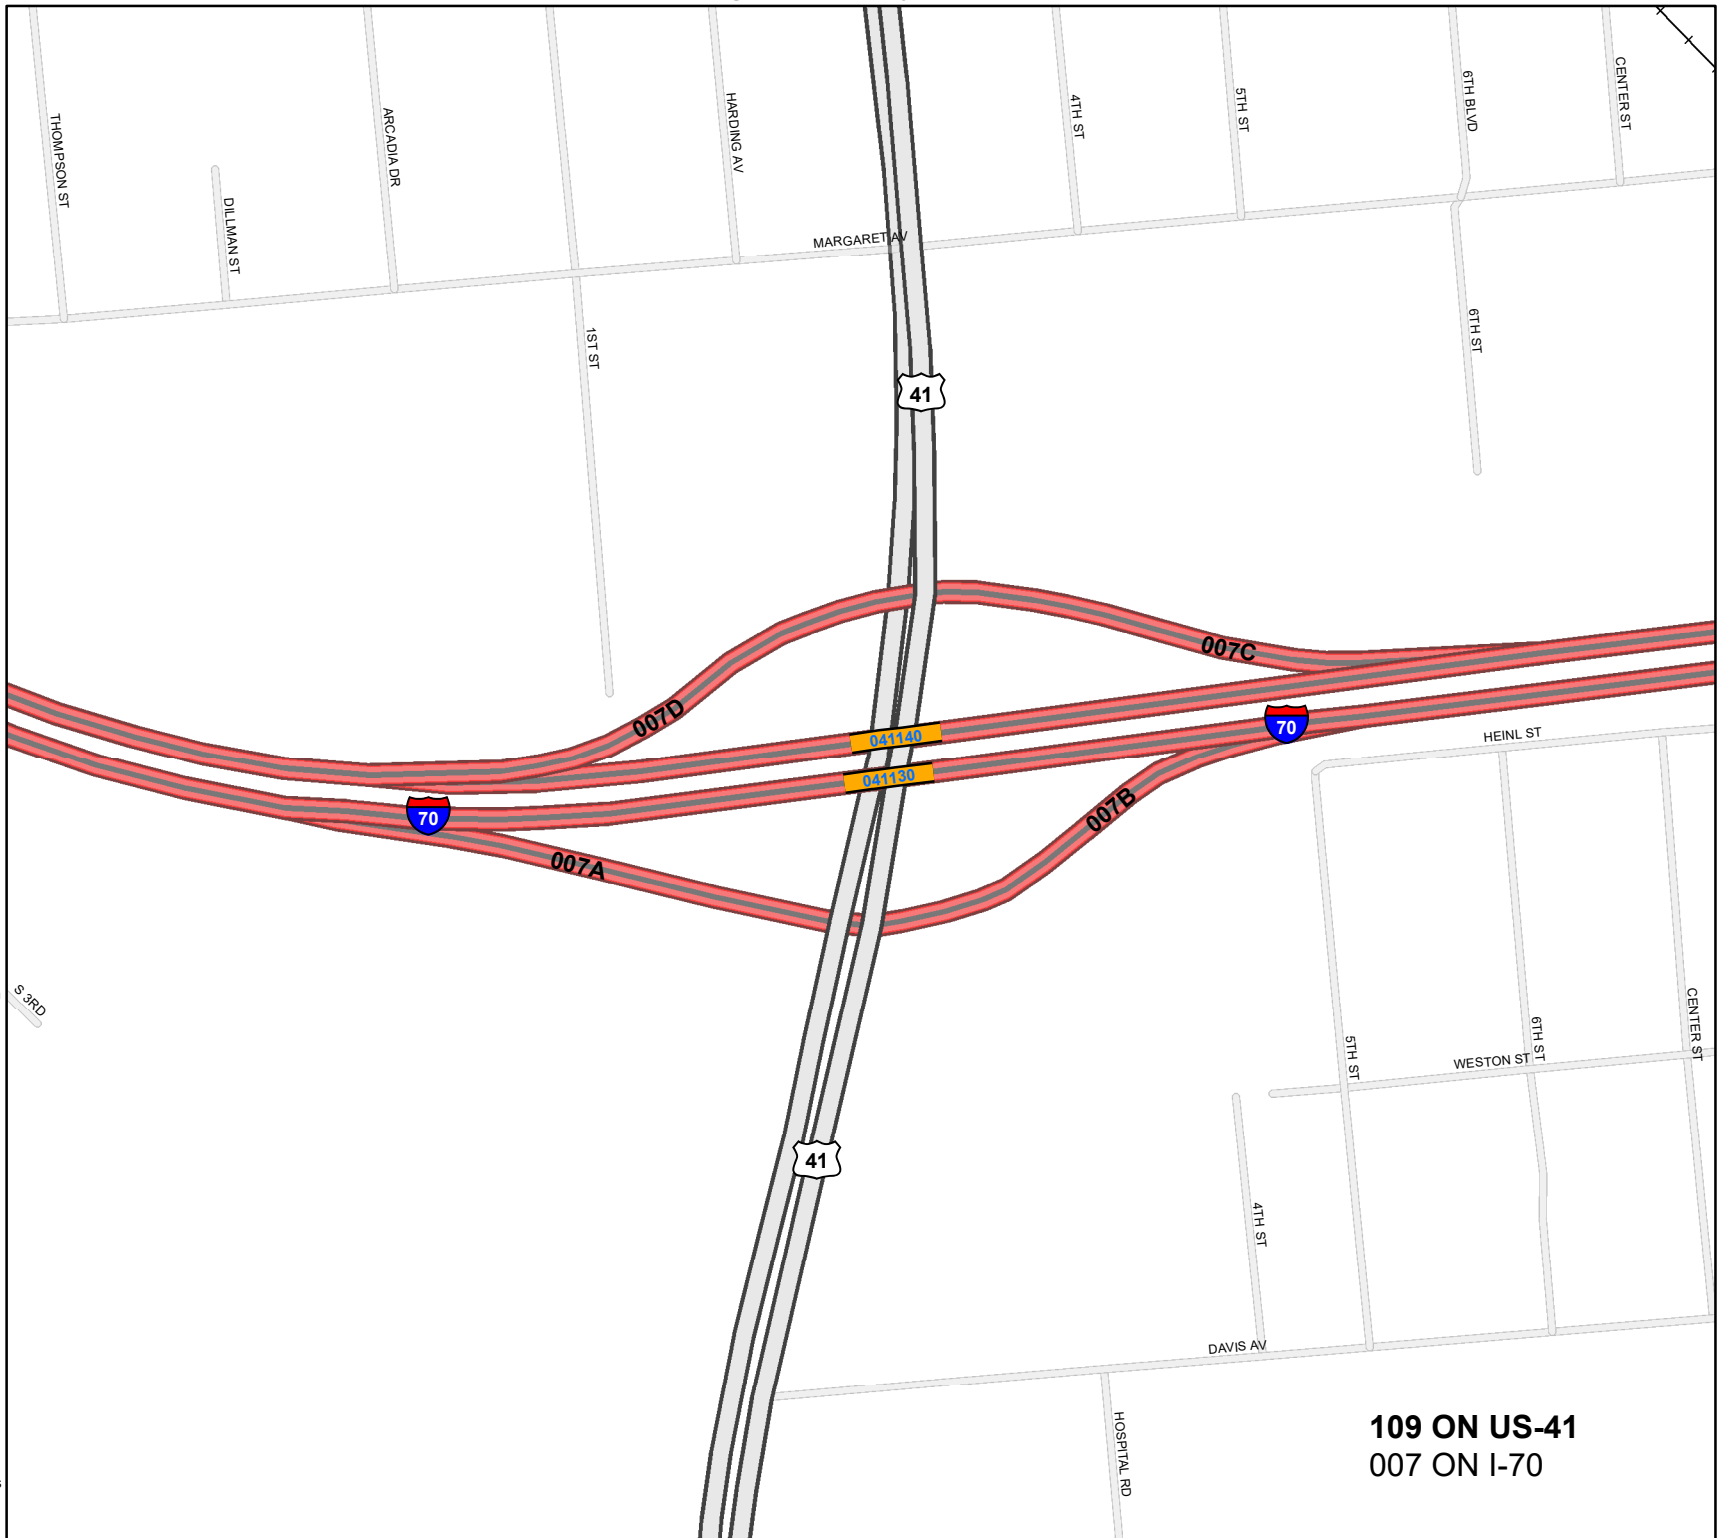 THOMPSON ST
DILLMAN ST
ARCADIA DR
HARDING AV
4TH ST
5TH ST
6TH BLVD
CENTER ST
MARGARET AV
1ST ST
6TH ST
41
007C
007D
041140
70
HEINL ST
041130
70
007B
007A
S 3RD
5TH ST
6TH ST
CENTER ST
WESTON ST
41
4TH ST
DAVIS AV
HOSPITAL RD
109 ON US-41
007 ON I-70